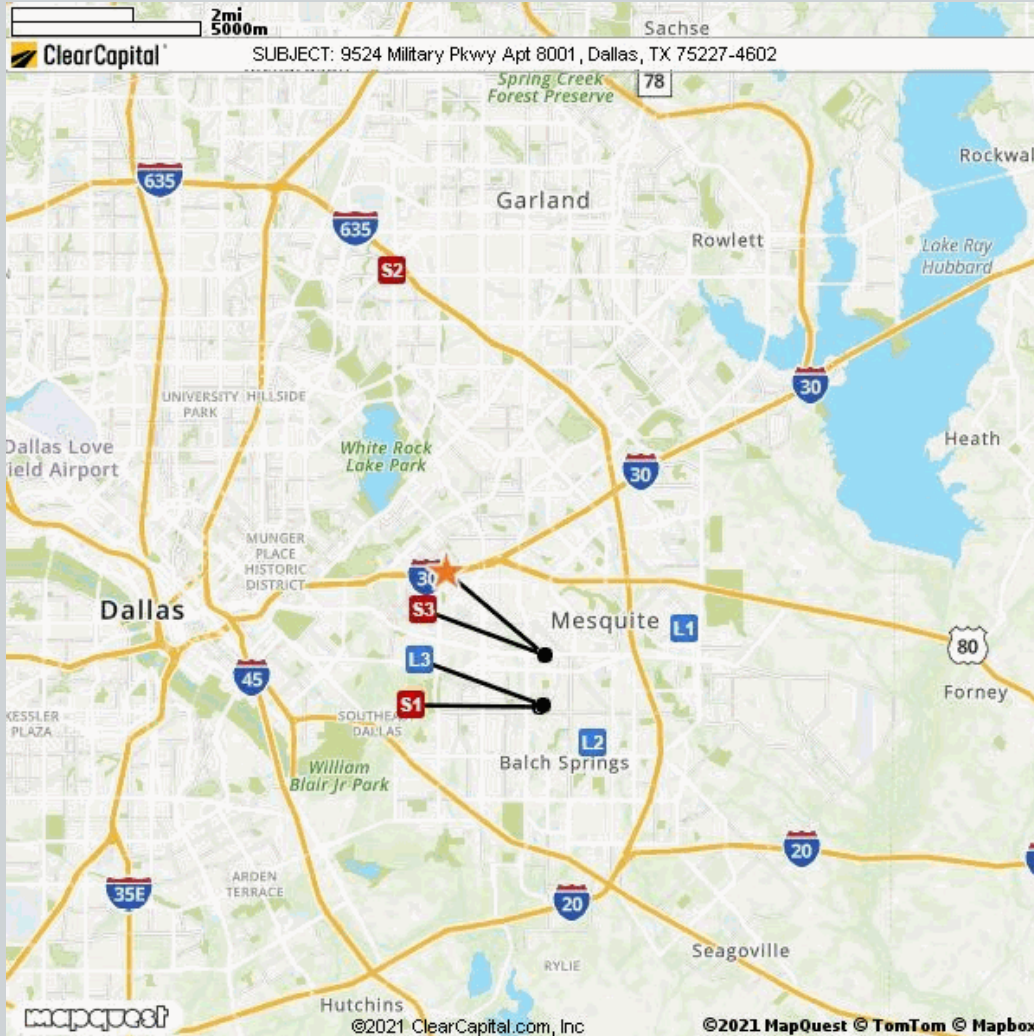 2mi
5000m
Sachse
ClearCapital
SUBJECT: 9524 Military Pkwy Apt 8001, Dallas, TX 75227-4602
Spring Creek
Forest Preserve
78
Rockwal
635
Garland
635
Rowlett
S2
Lake Ray
Hubbard
30
UNIVERSITY
PARK
HILLSIDE
Dallas Love
ield Airport
White Rock
Lake Park
Heath
30
MUNGER
PLACE
HISTORIC
DISTRICT
30
Dallas
S3
Mesquite
L1
L3
80
45
Forney
KESSLER
PLAZA
S1
SOUTHEA
DALLAS
L2
Balch Springs
William
Blair Jr Park
20
35E
ARDEN
TERRACE
20
Seagoville
RYLIE
Hutchins
mapquest
©2021 ClearCapital.com, Inc
©2021 MapQuest © TomTom © Mapbo